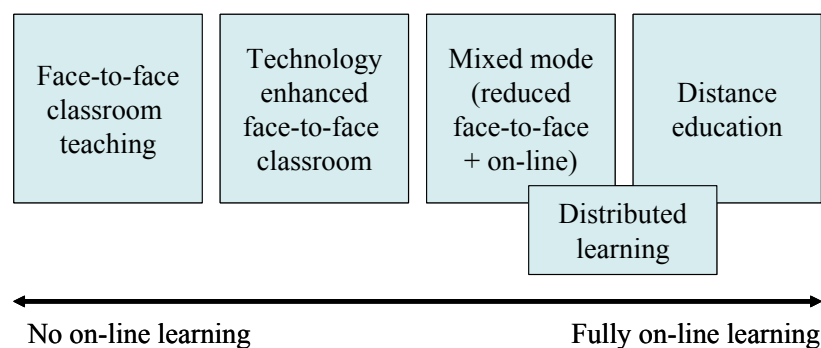 Face-to-face
classroom
teaching
Technology
enhanced
face-to-face
classroom
Mixed mode
(reduced
face-to-face
+ on-line)
Distance
education
Distributed
learning
No on-line learning
Fully on-line learning